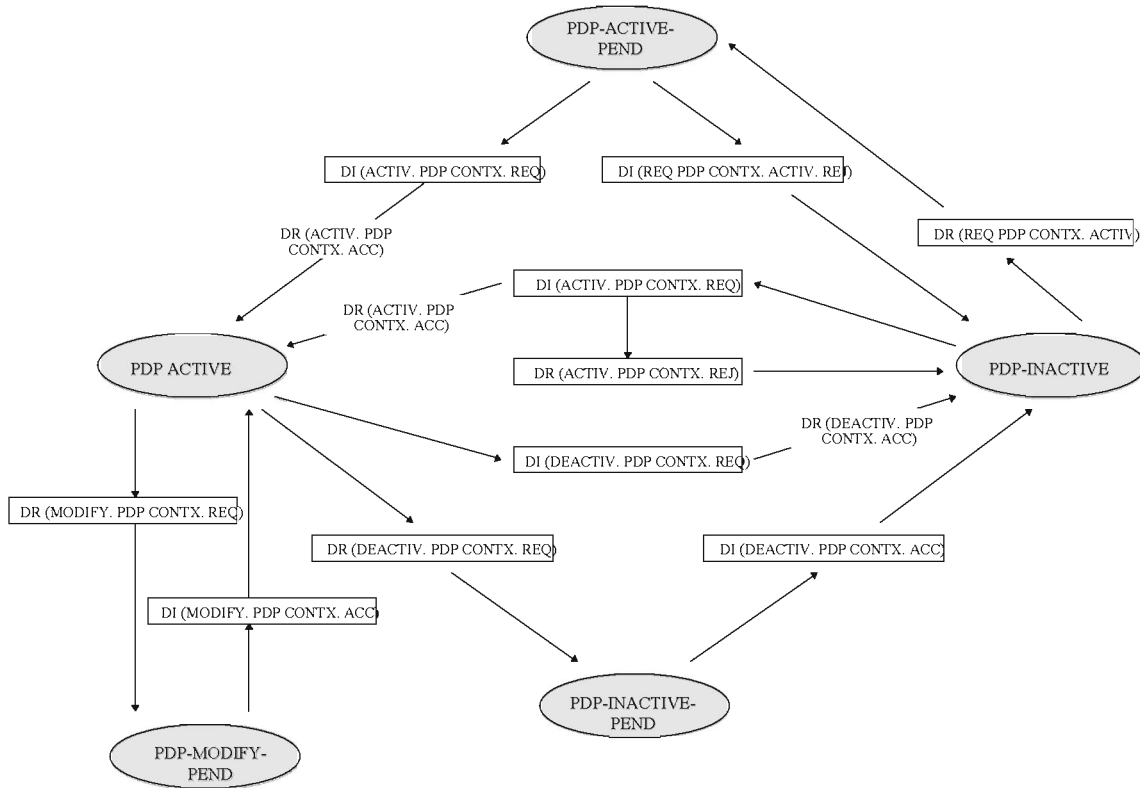 PDP-ACTIVE-
PEND
DI (ACTIV. PDP CONTX. REQ)
DI (REQ PDP CONTX. ACTIV. REJ)
DR (ACTIV. PDP
CONTX. ACC)
DR (REQ PDP CONTX. ACTIV)
DI (ACTIV. PDP CONTX. REQ)
DR (ACTIV. PDP
CONTX. ACC)
PDP ACTIVE
DR (ACTIV. PDP CONTX. REJ)
PDP-INACTIVE
DR (DEACTIV. PDP
CONTX. ACC)
DI (DEACTIV. PDP CONTX. REQ)
DR (MODIFY. PDP CONTX. REQ)
DR (DEACTIV. PDP CONTX. REQ)
DI (DEACTIV. PDP CONTX. ACC)
DI (MODIFY. PDP CONTX. ACC)
PDP-INACTIVE-
PEND
PDP-MODIFY-
PEND